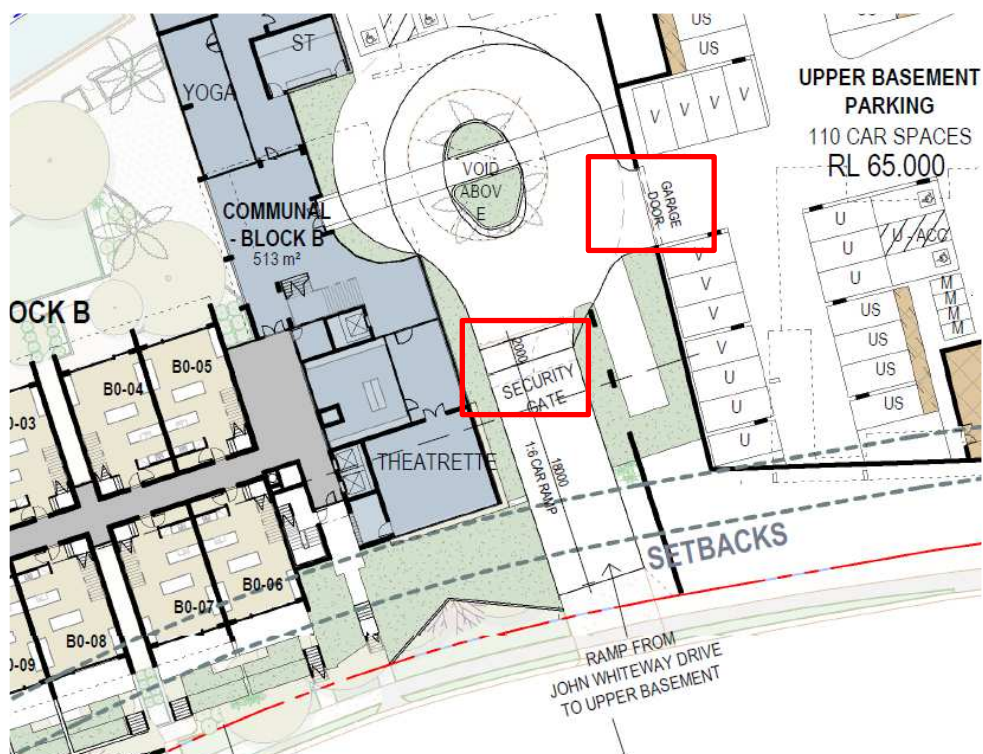 ST
YOGA
US
US
V
V
V
V
UPPER BASEMENT
PARKING
110 CAR SPACES
RL 65.000
VOID
ABOV
E
GARAGE
DOOR
COMMUNAL
- BLOCK B
513 m²
U
U
U
U - ACC
V
V
V
V
U
U
U
M
M
M
US
US
US
US
OCK B
B0-05
B0-04
0-03
2000
SECURITY
GATE
THEATRETTE
1:6 CAR RAMP
18000
SETBACKS
B0-06
B0-07
B0-08
0-09
RAMP FROM
JOHN WHITEWAY DRIVE
TO UPPER BASEMENT